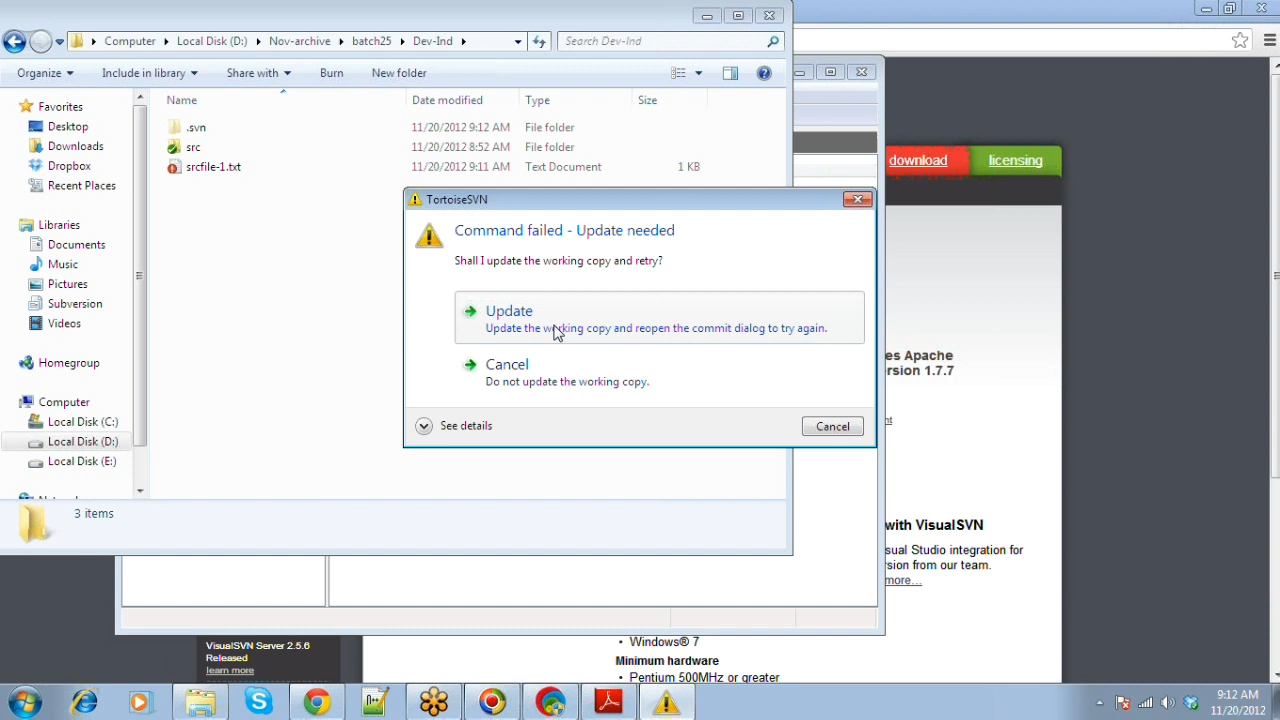 Computer
Local Disk (D:)
Nov-archive
batch25
Dev-Ind
Search Dev-Ind
Organize
Include in library
Share with
Burn
New folder
Favorites
Desktop
Downloads
Dropbox
Recent Places
Libraries
Documents
Music
Pictures
Subversion
Videos
Homegroup
Computer
Local Disk (C:)
Local Disk (D:)
Local Disk (E:)
Name Date modified Type Size
.svn 11/20/2012 9:12 AM File folder
src 11/20/2012 8:52 AM File folder
srcfile-1.txt 11/20/2012 9:11 AM Text Document 1 KB
3 items
TortoiseSVN
Command failed - Update needed
Shall I update the working copy and retry?
Update
Update the working copy and reopen the commit dialog to try again.
Cancel
Do not update the working copy.
See details
Cancel
download
licensing
es Apache
rsion 1.7.7
with VisualSVN
sual Studio integration for
rsion from our team.
more...
VisualSVN Server 2.5.6
Released
learn more
• Windows® 7
Minimum hardware
• Pentium 500MHz or greater
9:12 AM
11/20/2012